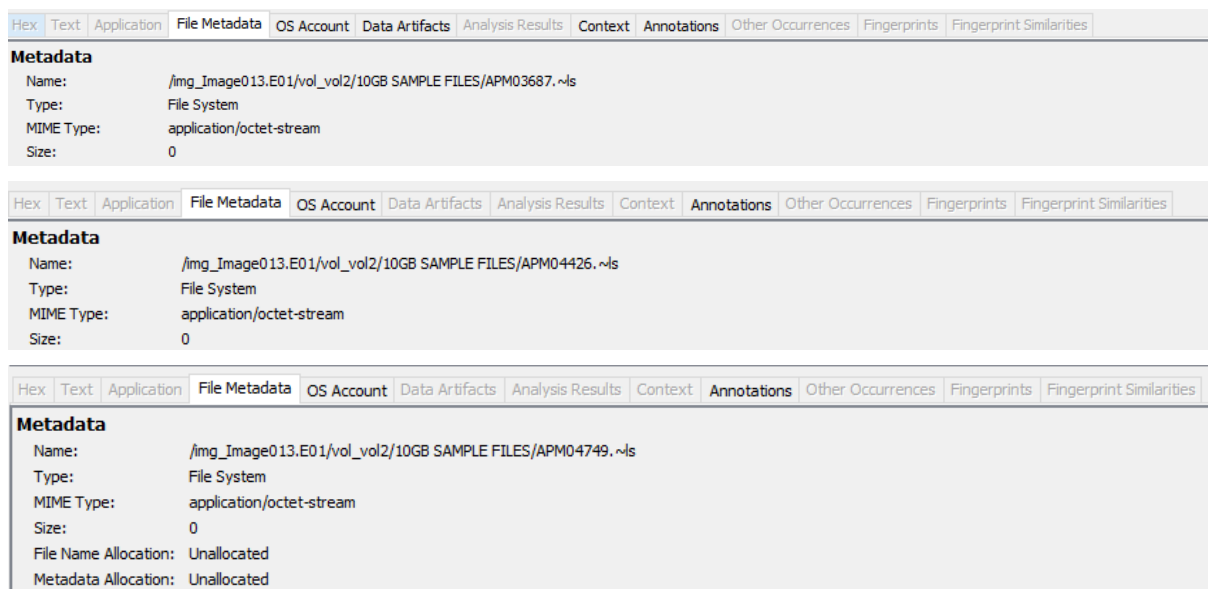 Hex Text Application File Metadata OS Account Data Artifacts Analysis Results Context Annotations Other Occurrences Fingerprints Fingerprint Similarities
Metadata
Name: /img_Image013.E01/vol_vol2/10GB SAMPLE FILES/APM03687.~ls
Type: File System
MIME Type: application/octet-stream
Size: 0
Hex Text Application File Metadata OS Account Data Artifacts Analysis Results Context Annotations Other Occurrences Fingerprints Fingerprint Similarities
Metadata
Name: /img_Image013.E01/vol_vol2/10GB SAMPLE FILES/APM04426.~ls
Type: File System
MIME Type: application/octet-stream
Size: 0
Hex Text Application File Metadata OS Account Data Artifacts Analysis Results Context Annotations Other Occurrences Fingerprints Fingerprint Similarities
Metadata
Name: /img_Image013.E01/vol_vol2/10GB SAMPLE FILES/APM04749.~ls
Type: File System
MIME Type: application/octet-stream
Size: 0
File Name Allocation: Unallocated
Metadata Allocation: Unallocated